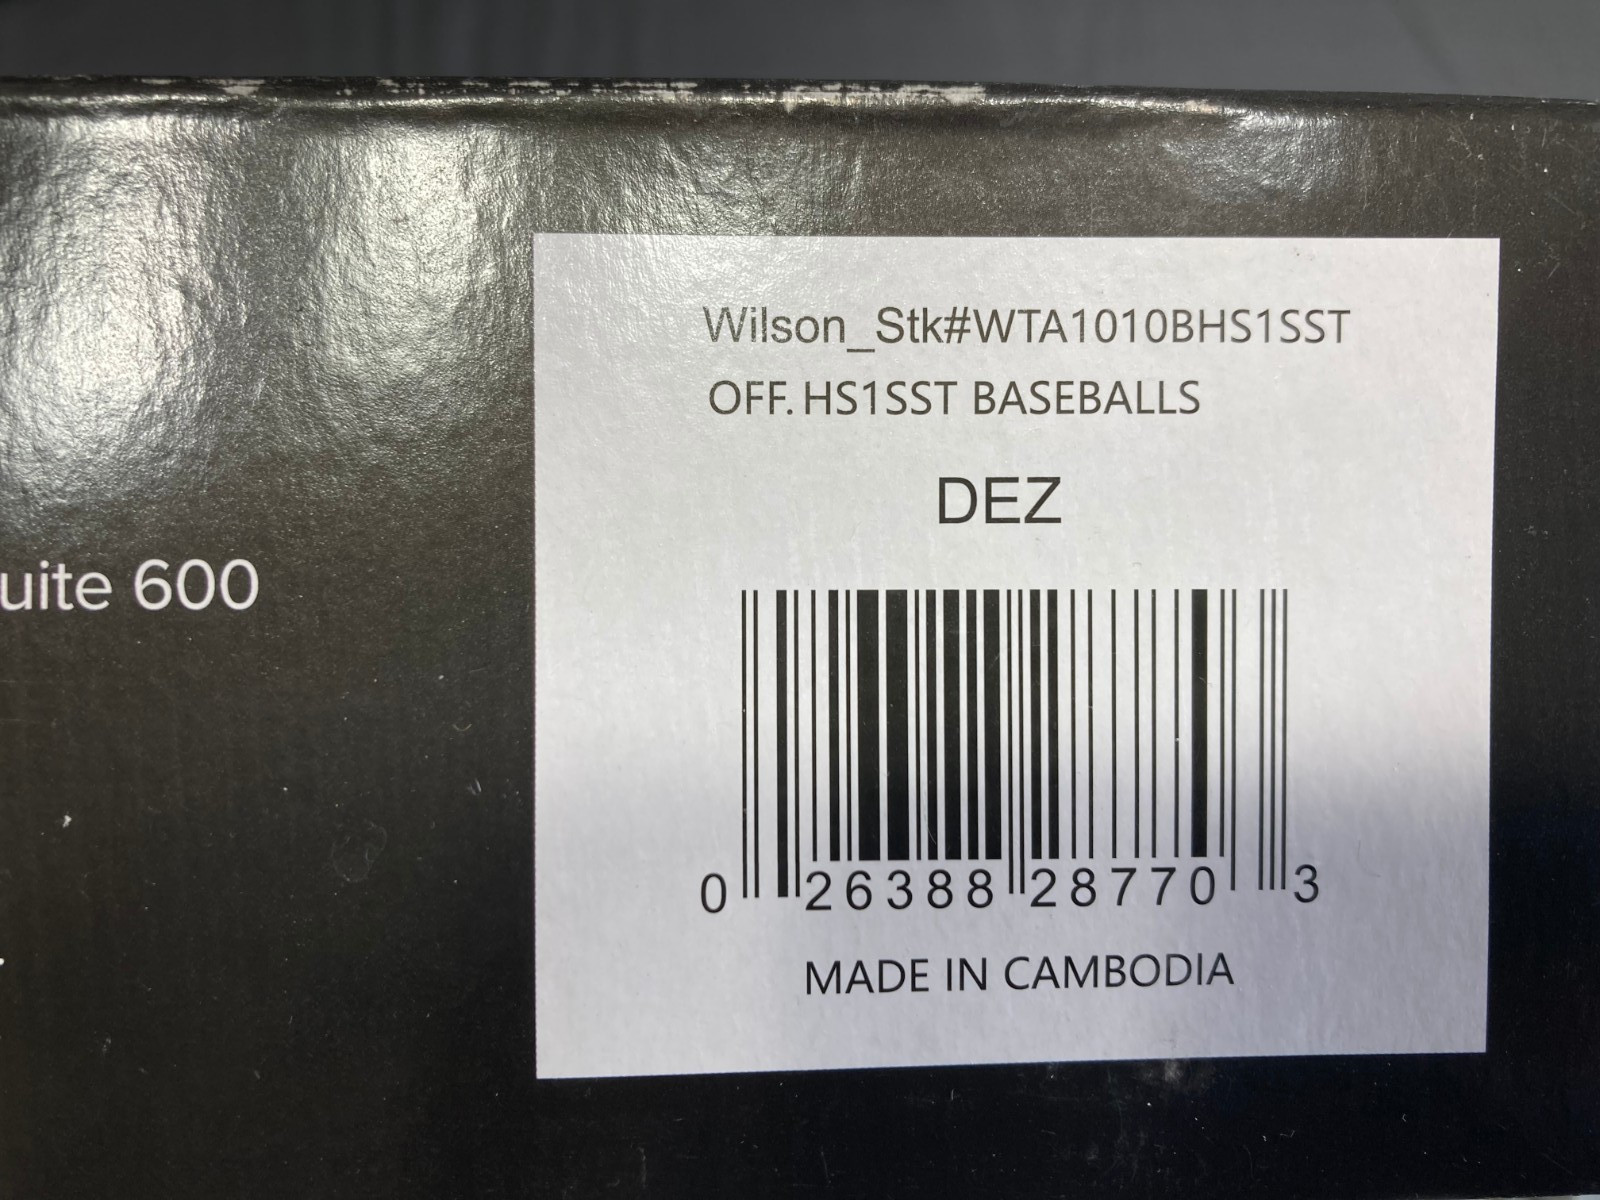 Wilson_Stk#WTA1010BHS1SST
OFF. HS1SST BASEBALLS
DEZ
uite 600
0 26388 28770 3
MADE IN CAMBODIA